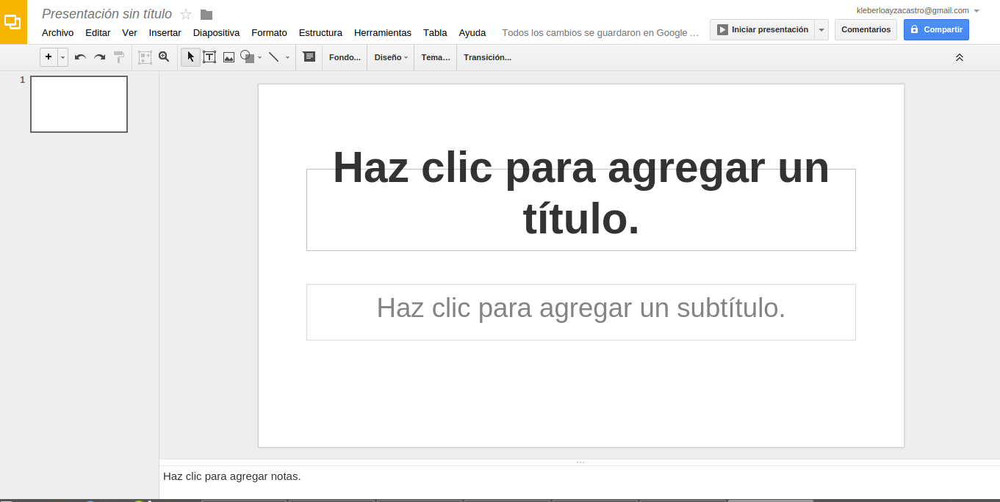 Presentación sin título
kleberloayzacastro@gmail.com
Archivo Editar Ver Insertar Diapositiva Formato Estructura Herramientas Tabla Ayuda Todos los cambios se guardaron en Google ...
Iniciar presentación Comentarios Compartir
Fondo... Diseño Tema... Transición...
1
Haz clic para agregar un
título.
Haz clic para agregar un subtítulo.
Haz clic para agregar notas.